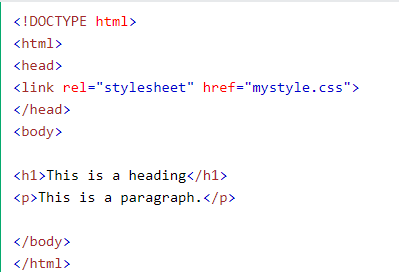 <!DOCTYPE html>
<html>
<head>
<link rel="stylesheet" href="mystyle.css">
</head>
<body>
<h1>This is a heading</h1>
<p>This is a paragraph.</p>
</body>
</html>